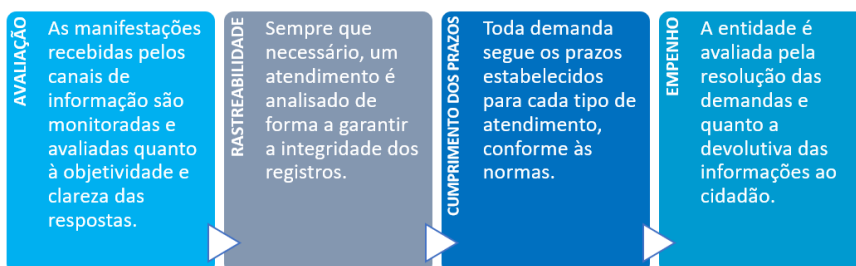 AVALIAÇÃO
As manifestações
recebidas pelos
canais de
informação são
monitoradas e
avaliadas quanto
à objetividade e
clareza das
respostas.
RASTREABILIDADE
Sempre que
necessário, um
atendimento é
analisado de
forma a garantir
a integridade dos
registros.
CUMPRIMENTO DOS PRAZOS
Toda demanda
segue os prazos
estabelecidos
para cada tipo de
atendimento,
conforme às
normas.
EMPENHO
A entidade é
avaliada pela
resolução das
demandas e
quanto a
devolutiva das
informações ao
cidadão.